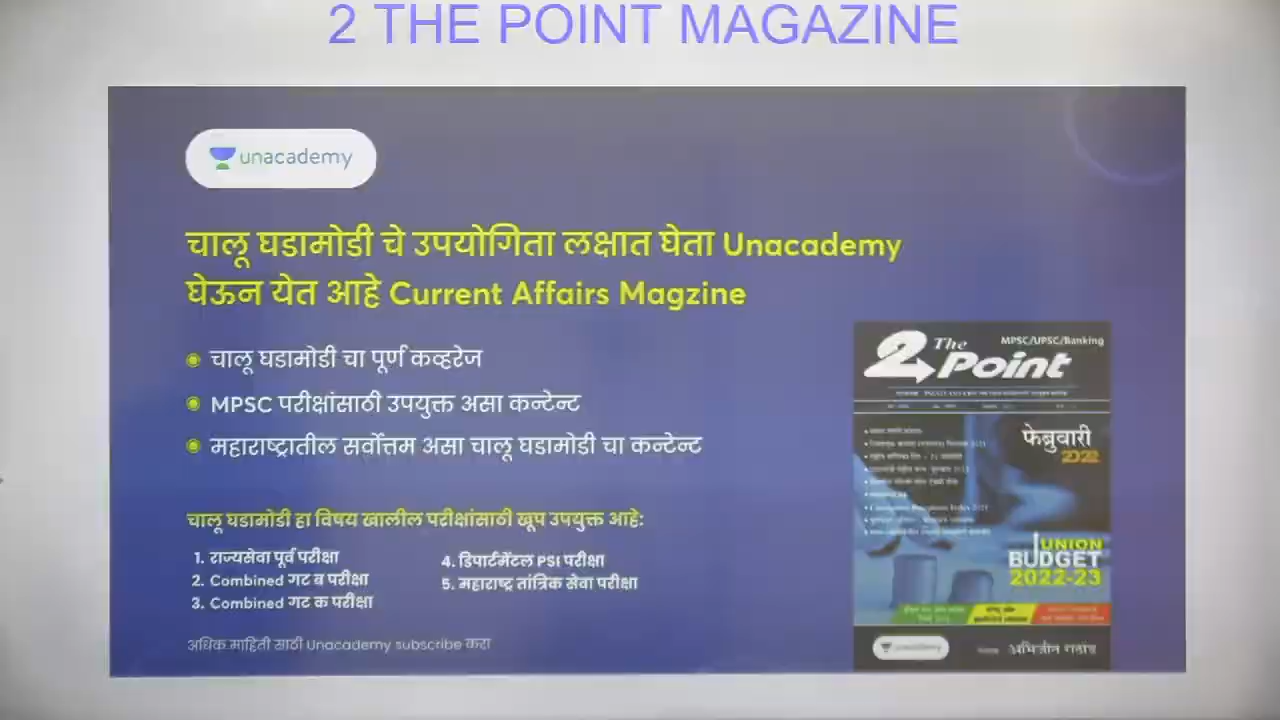 2 THE POINT MAGAZINE
unacademy
चालू घडामोडी चे उपयोगिता लक्षात घेता Unacademy
घेऊन येत आहे Current Affairs Magzine
चालू घडामोडी चा पूर्ण कव्हरेज
MPSC परीक्षांसाठी उपयुक्त असा कन्टेन्ट
महाराष्ट्रातील सर्वोत्तम असा चालू घडामोडी चा कन्टेन्ट
चालू घडामोडी हा विषय खालील परीक्षांसाठी खूप उपयुक्त आहे:
1. राज्यसेवा पूर्व परीक्षा
2. Combined गट ब परीक्षा
3. Combined गट क परीक्षा
4. डिपार्टमेंटल PSI परीक्षा
5. महाराष्ट्र तांत्रिक सेवा परीक्षा
अधिक माहिती साठी Unacademy subscribe करा
MPSC/UPSC/Banking
2 The Point
फेब्रुवारी
2022
UNION
BUDGET
2022-23
unacademy
अभिजीत राठोड